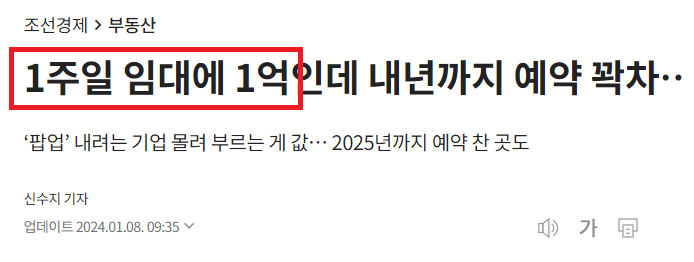 조선경제 > 부동산
1주일 임대에 1억인데 내년까지 예약 꽉차…
‘팝업’ 내려는 기업 몰려 부르는 게 값… 2025년까지 예약 찬 곳도
신수지 기자
업데이트 2024.01.08. 09:35
가